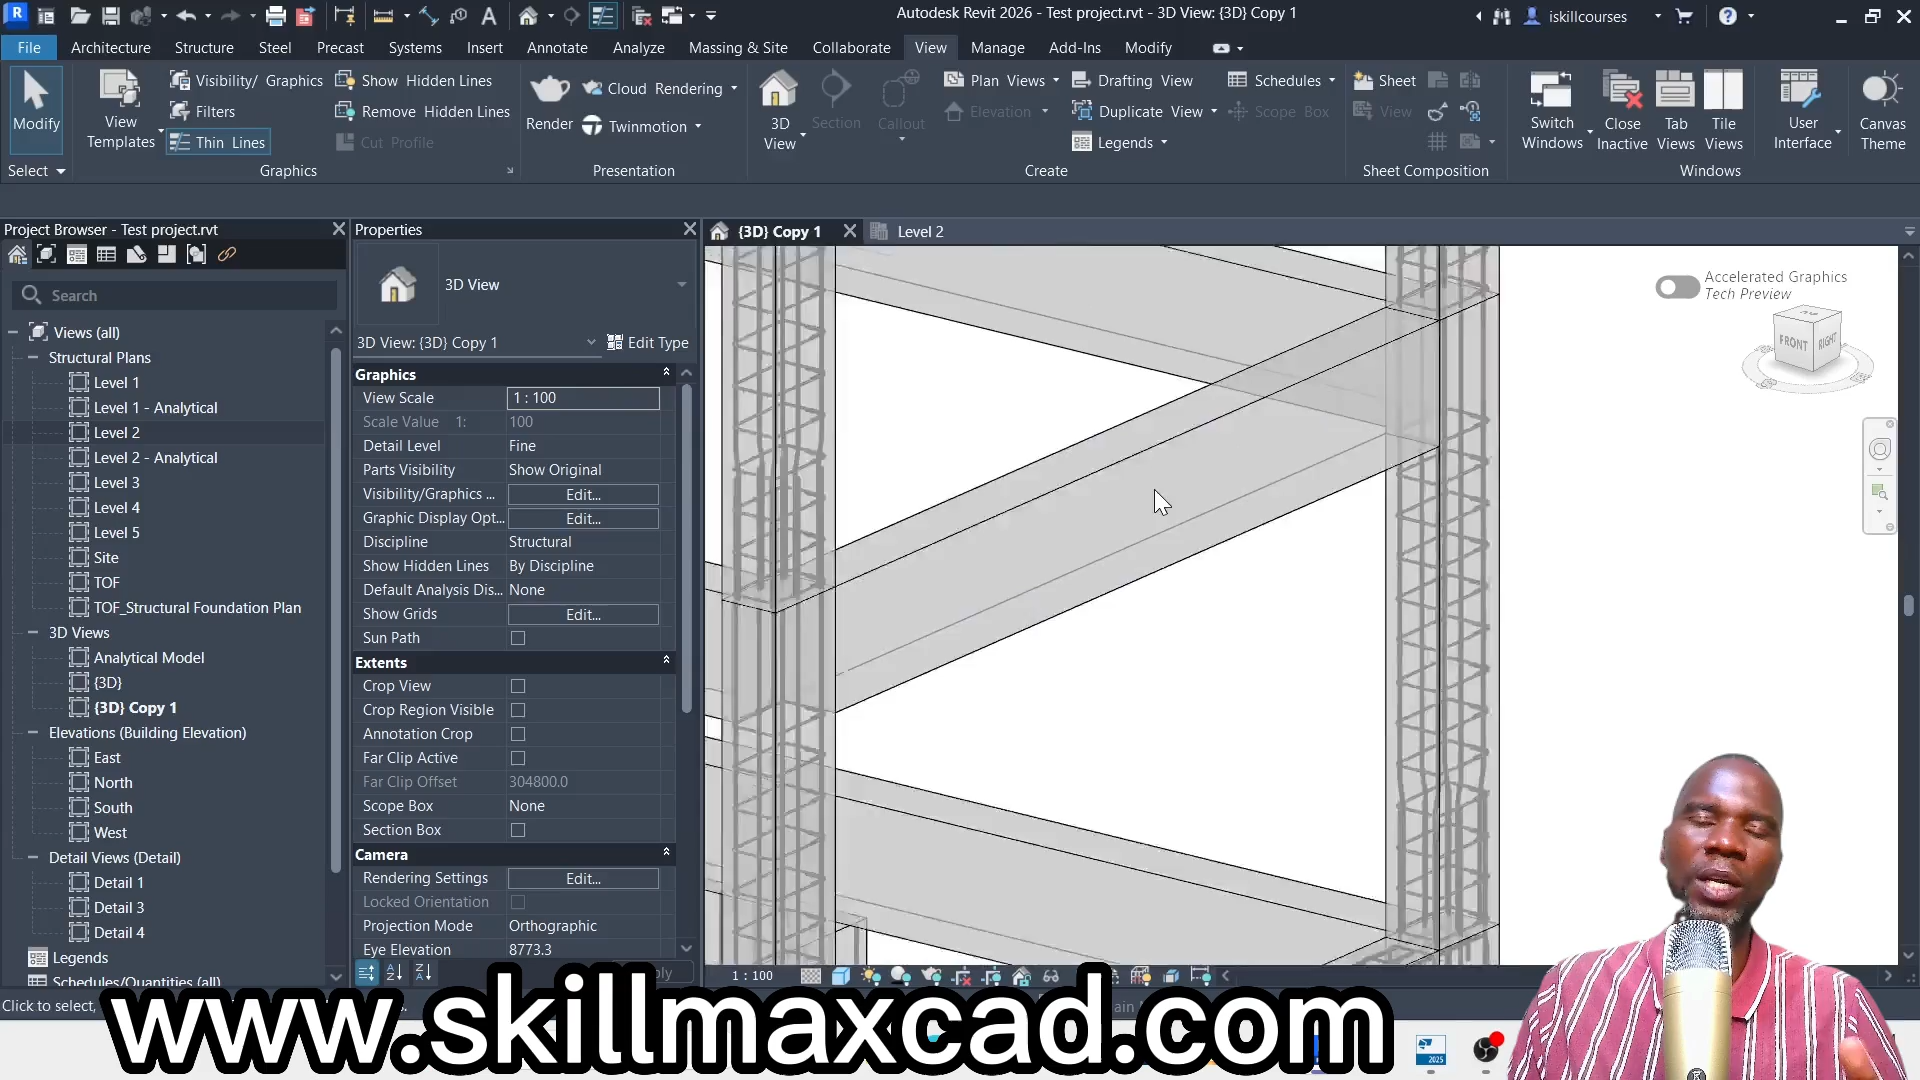 Autodesk Revit 2026 - Test project.rvt - 3D View: {3D} Copy 1
iskillcourses
File Architecture Structure Steel Precast Systems Insert Annotate Analyze Massing & Site Collaborate View Manage Add-Ins Modify
Modify
Select
View Templates
Visibility/ Graphics
Filters
Thin Lines
Show Hidden Lines
Remove Hidden Lines
Cut Profile
Graphics
Render
Cloud Rendering
Twinmotion
Presentation
3D View
Section
Callout
Plan Views
Elevation
Drafting View
Duplicate View
Legends
Schedules
Scope Box
Create
Sheet
View
Sheet Composition
Switch Windows
Close Inactive
Tab Views
Tile Views
User Interface
Canvas Theme
Windows
Project Browser - Test project.rvt
Search
Views (all)
Structural Plans
Level 1
Level 1 - Analytical
Level 2
Level 2 - Analytical
Level 3
Level 4
Level 5
Site
TOF
TOF_Structural Foundation Plan
3D Views
Analytical Model
{3D}
{3D} Copy 1
Elevations (Building Elevation)
East
North
South
West
Detail Views (Detail)
Detail 1
Detail 3
Detail 4
Legends
Schedules/Quantities (all)
Click to select,
Properties
3D View
3D View: {3D} Copy 1
Edit Type
Graphics
View Scale 1 : 100
Scale Value 1: 100
Detail Level Fine
Parts Visibility Show Original
Visibility/Graphics ... Edit...
Graphic Display Opt... Edit...
Discipline Structural
Show Hidden Lines By Discipline
Default Analysis Dis... None
Show Grids Edit...
Sun Path
Extents
Crop View
Crop Region Visible
Annotation Crop
Far Clip Active
Far Clip Offset 304800.0
Scope Box None
Section Box
Camera
Rendering Settings Edit...
Locked Orientation
Projection Mode Orthographic
Eye Elevation 8773.3
{3D} Copy 1
Level 2
Accelerated Graphics
Tech Preview
FRONT
RIGHT
1 : 100
www.skillmaxcad.com
2025